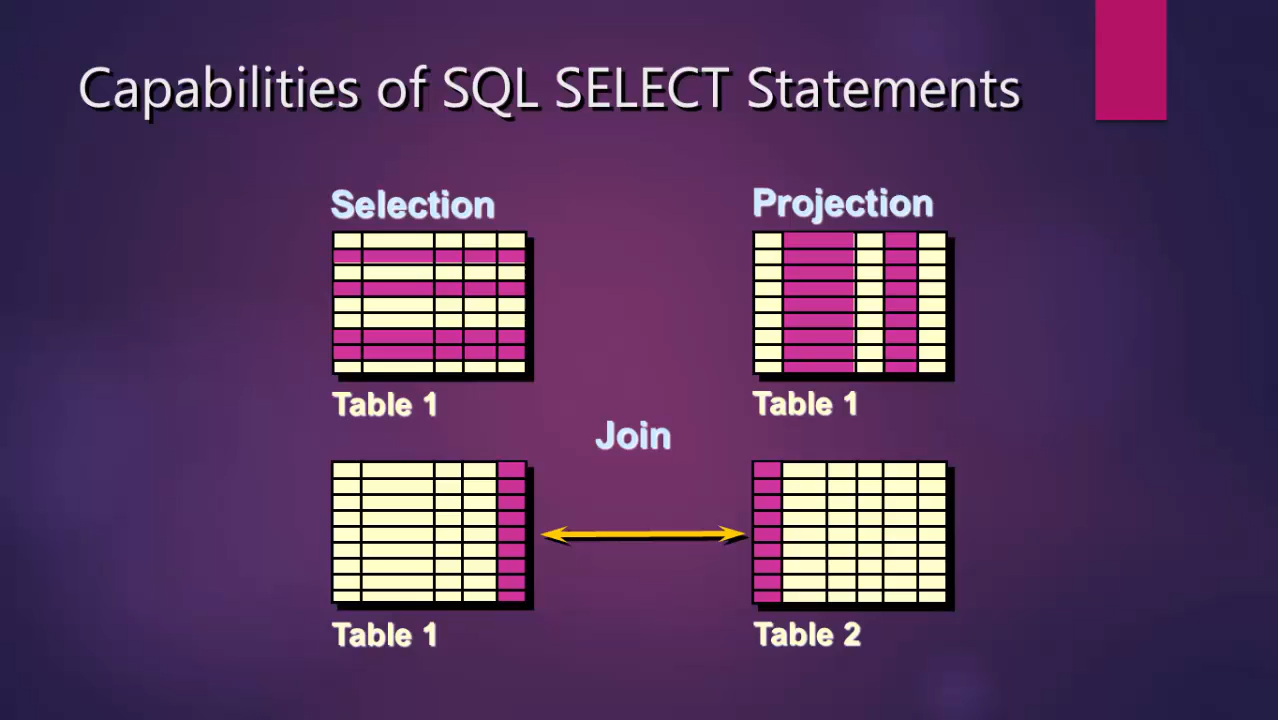 Capabilities of SQL SELECT Statements
Selection
Projection
Table 1
Table 1
Join
Table 1
Table 2